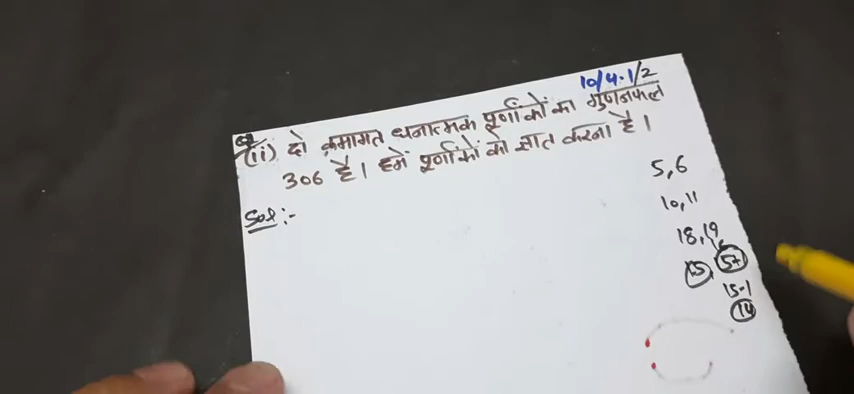 10/4.1/2
Q
(ii) दो क्रमागत धनात्मक पूर्णांकों का गुणनफल
306 है। हमें पूर्णांकों को ज्ञात करना है।
Sol:-
5,6
10,11
18,19
15
15-1
14